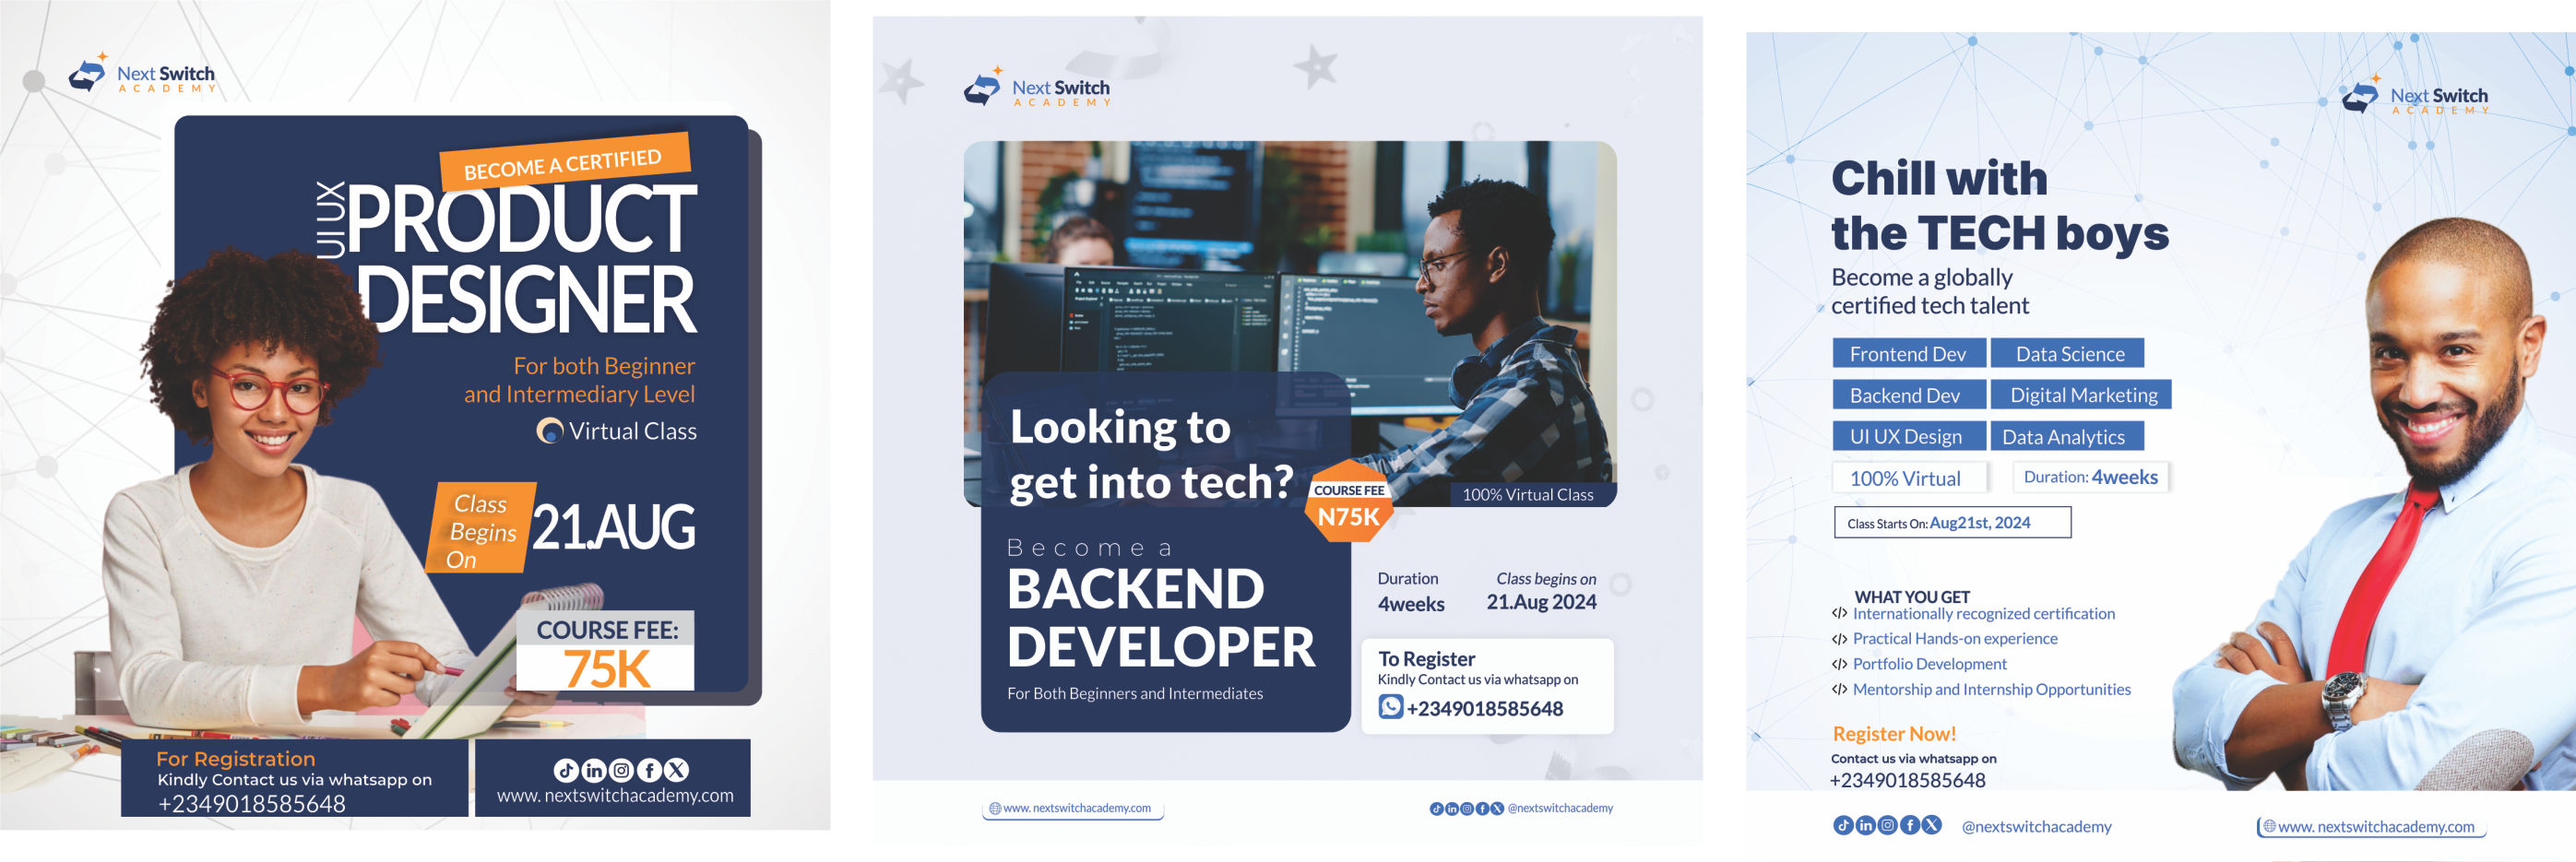 Next Switch
ACADEMY
BECOME A CERTIFIED
UI UX
PRODUCT
DESIGNER
For both Beginner
and Intermediary Level
Virtual Class
Class
Begins
On
21.AUG
COURSE FEE:
75K
For Registration
Kindly Contact us via whatsapp on
+2349018585648
www. nextswitchacademy.com
Next Switch
ACADEMY
Looking to
get into tech?
COURSE FEE
N75K
100% Virtual Class
Become a
BACKEND
DEVELOPER
For Both Beginners and Intermediates
Duration
4weeks
Class begins on
21.Aug 2024
To Register
Kindly Contact us via whatsapp on
+2349018585648
www. nextswitchacademy.com
@nextswitchacademy
Next Switch
ACADEMY
Chill with
the TECH boys
Become a globally
certified tech talent
Frontend Dev
Data Science
Backend Dev
Digital Marketing
UI UX Design
Data Analytics
100% Virtual
Duration: 4weeks
Class Starts On: Aug21st, 2024
WHAT YOU GET
</> Internationally recognized certification
</> Practical Hands-on experience
</> Portfolio Development
</> Mentorship and Internship Opportunities
Register Now!
Contact us via whatsapp on
+2349018585648
@nextswitchacademy
www. nextswitchacademy.com